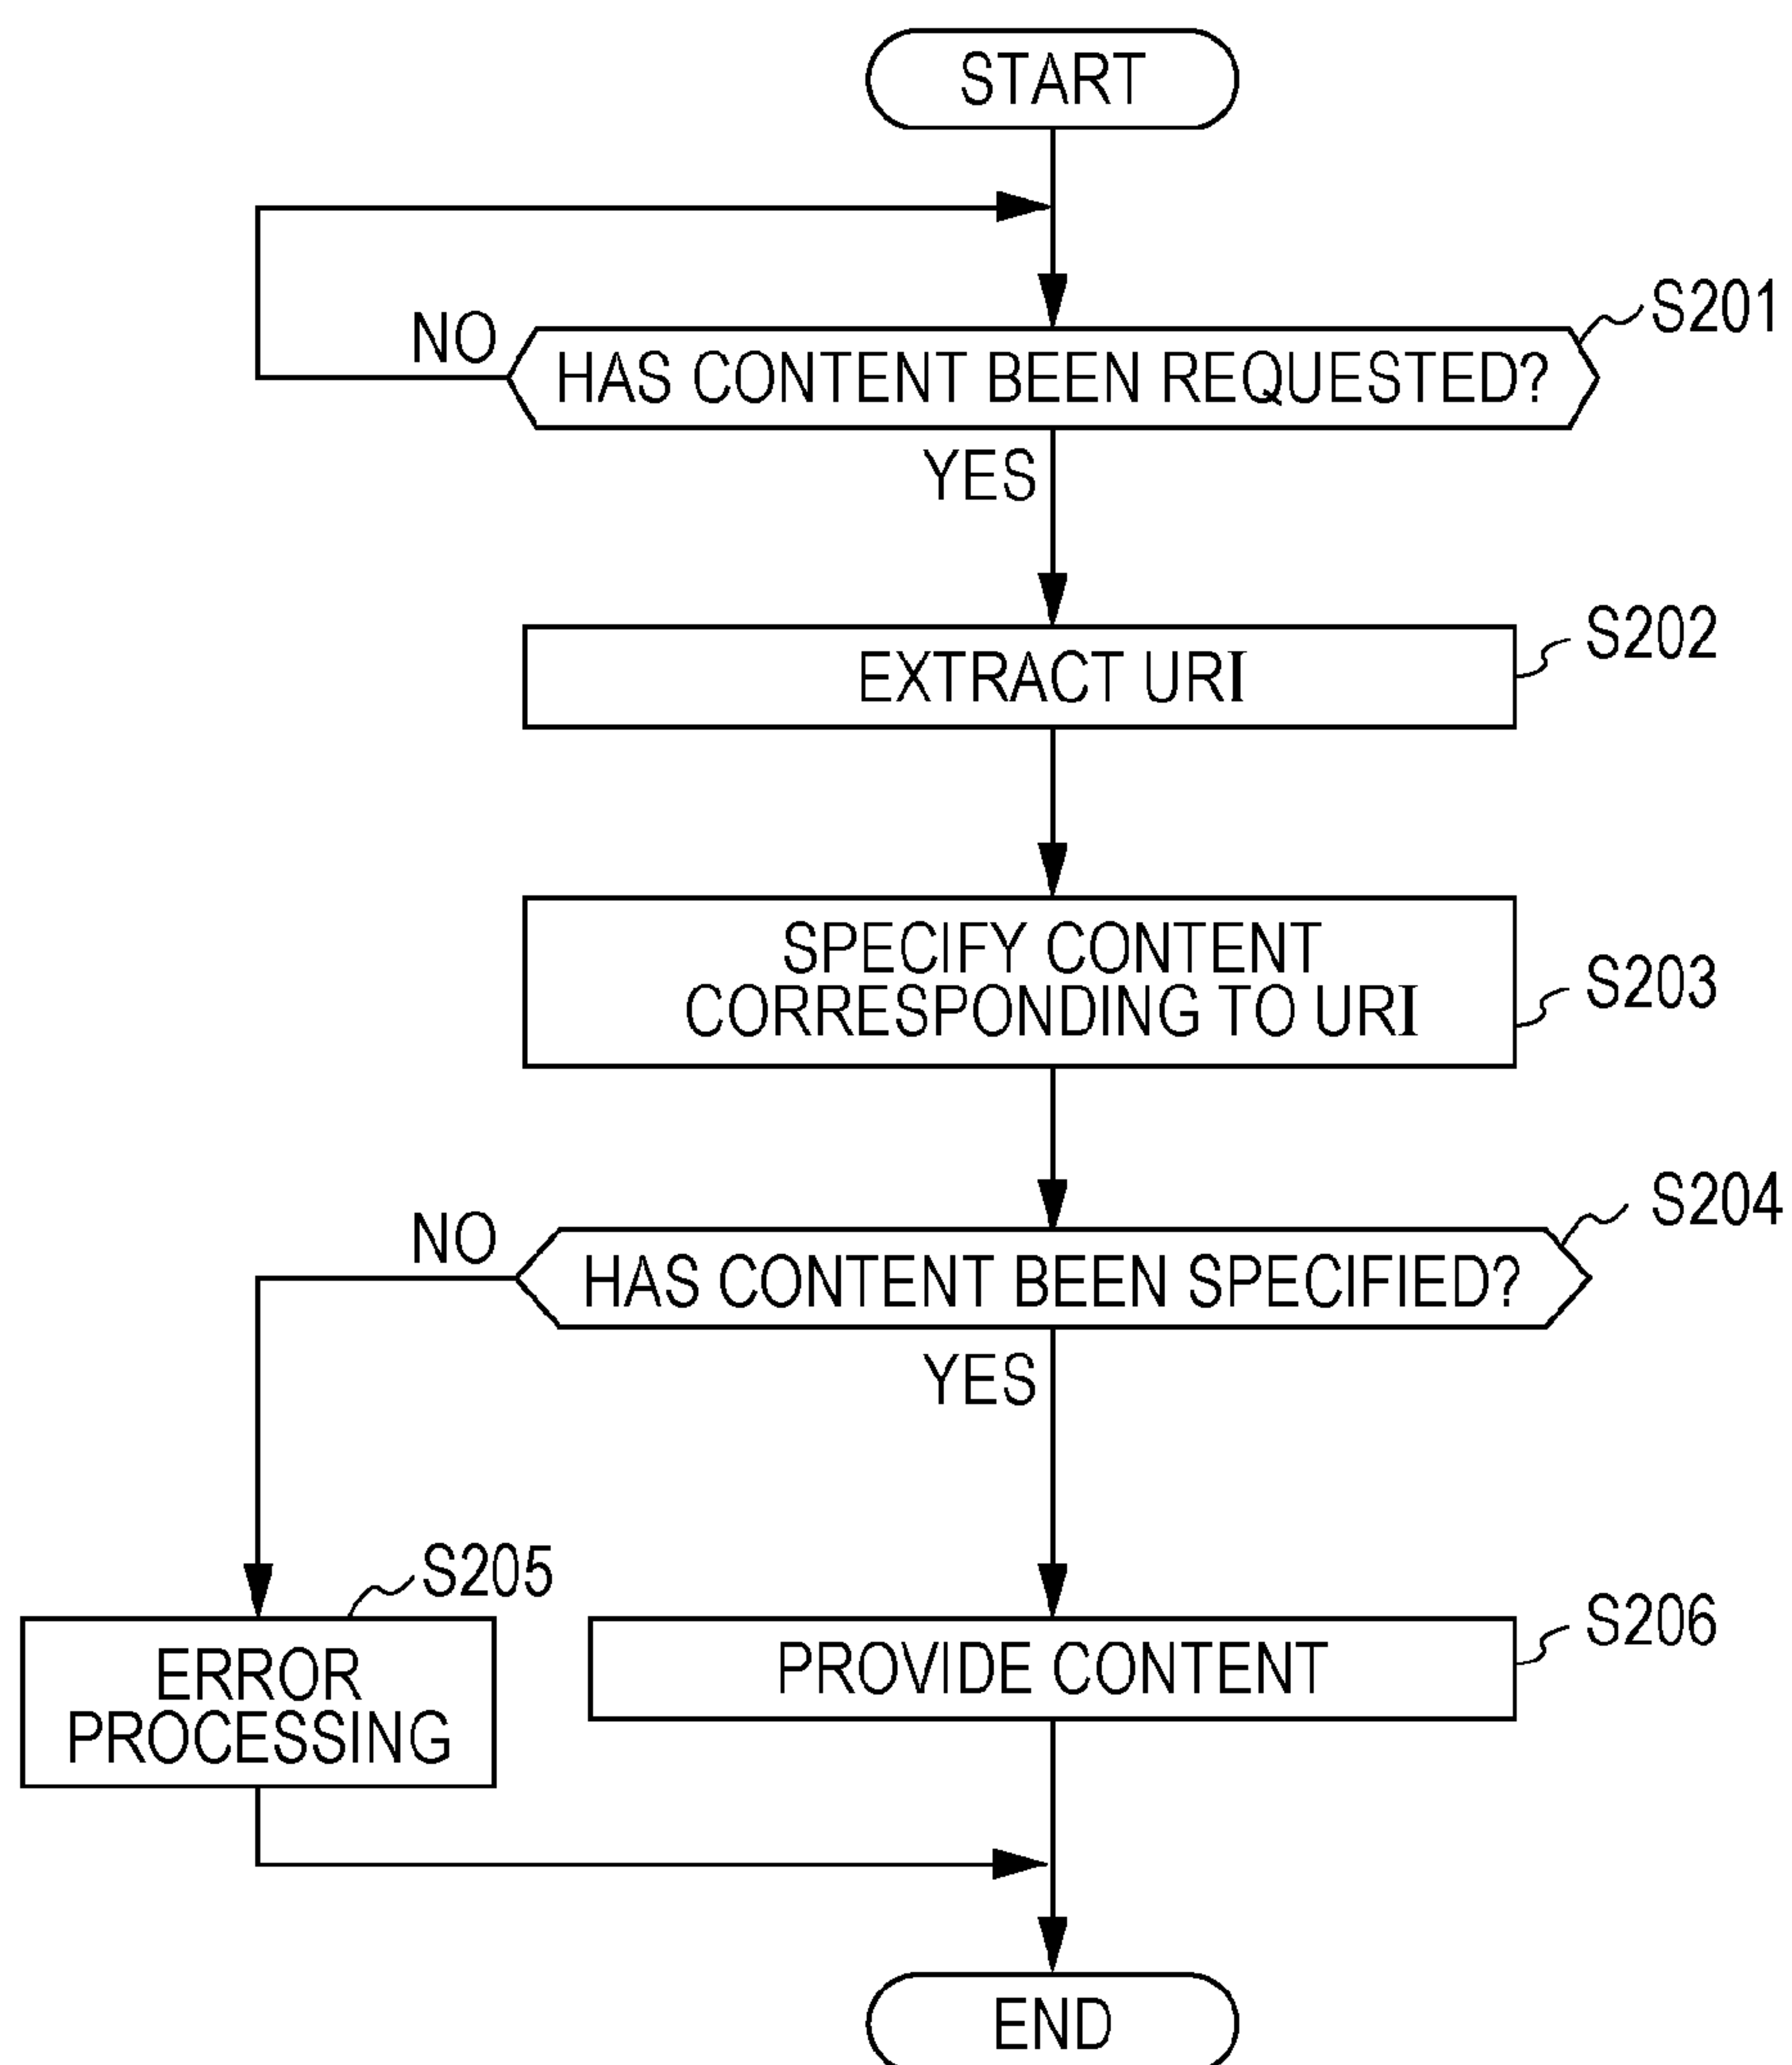 START
NO
S201
HAS CONTENT BEEN REQUESTED?
YES
S202
EXTRACT URI
SPECIFY CONTENT
CORRESPONDING TO URI
S203
S204
NO
HAS CONTENT BEEN SPECIFIED?
YES
S205
ERROR
PROCESSING
S206
PROVIDE CONTENT
END